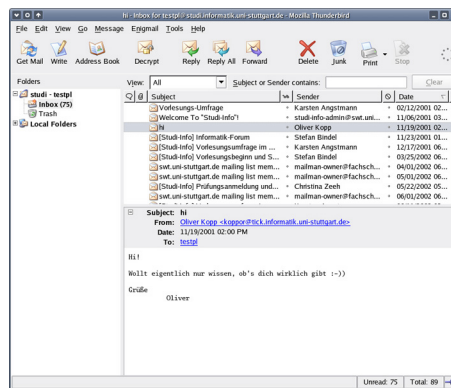 hi - Inbox for testpl@studi.informatik.uni-stuttgart.de - Mozilla Thunderbird
File Edit View Go Message Enigmail Tools Help
Get Mail Write Address Book Decrypt Reply Reply All Forward Delete Junk Print Stop
Folders View: All Subject or Sender contains: Clear
studi - testpl
Inbox (75)
Trash
Local Folders
Subject Sender Date
Vorlesungs-Umfrage Karsten Angstmann 02/12/2001 02...
Welcome To "Studi-Info"! studi-info-admin@swt.uni... 11/06/2001 03...
hi Oliver Kopp 11/19/2001 02...
[Studi-Info] Informatik-Forum Stefan Bindel 11/23/2001 01...
[Studi-Info] Vorlesungsumfrage im ... Karsten Angstmann 12/17/2001 06...
[Studi-Info] Vorlesungsbeginn und S... Stefan Bindel 03/25/2002 06...
swt.uni-stuttgart.de mailing list mem... mailman-owner@fachsch... 04/01/2002 06...
swt.uni-stuttgart.de mailing list mem... mailman-owner@fachsch... 05/01/2002 06...
[Studi-Info] Prüfungsanmeldung und... Christina Zeeh 05/22/2002 05...
swt.uni-stuttgart.de mailing list mem... mailman-owner@fachsch... 06/01/2002 06...
Subject: hi
From: Oliver Kopp <koppor@tick.informatik.uni-stuttgart.de>
Date: 11/19/2001 02:00 PM
To: testpl
Hi!
Wollt eigentlich nur wissen, ob's dich wirklich gibt :-))
Grüße
Oliver
Unread: 75 Total: 89